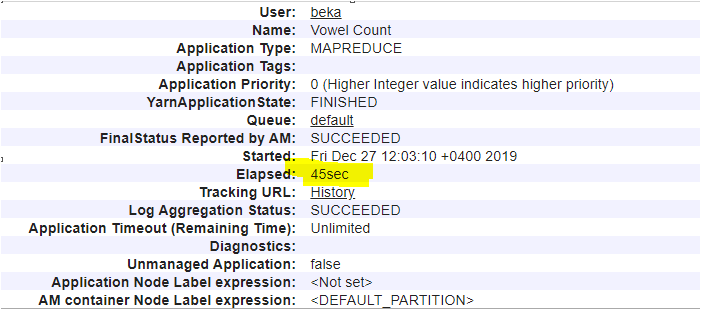 User: beka
Name: Vowel Count
Application Type: MAPREDUCE
Application Tags:
Application Priority: 0 (Higher Integer value indicates higher priority)
YarnApplicationState: FINISHED
Queue: default
FinalStatus Reported by AM: SUCCEEDED
Started: Fri Dec 27 12:03:10 +0400 2019
Elapsed: 45sec
Tracking URL: History
Log Aggregation Status: SUCCEEDED
Application Timeout (Remaining Time): Unlimited
Diagnostics:
Unmanaged Application: false
Application Node Label expression: <Not set>
AM container Node Label expression: <DEFAULT_PARTITION>